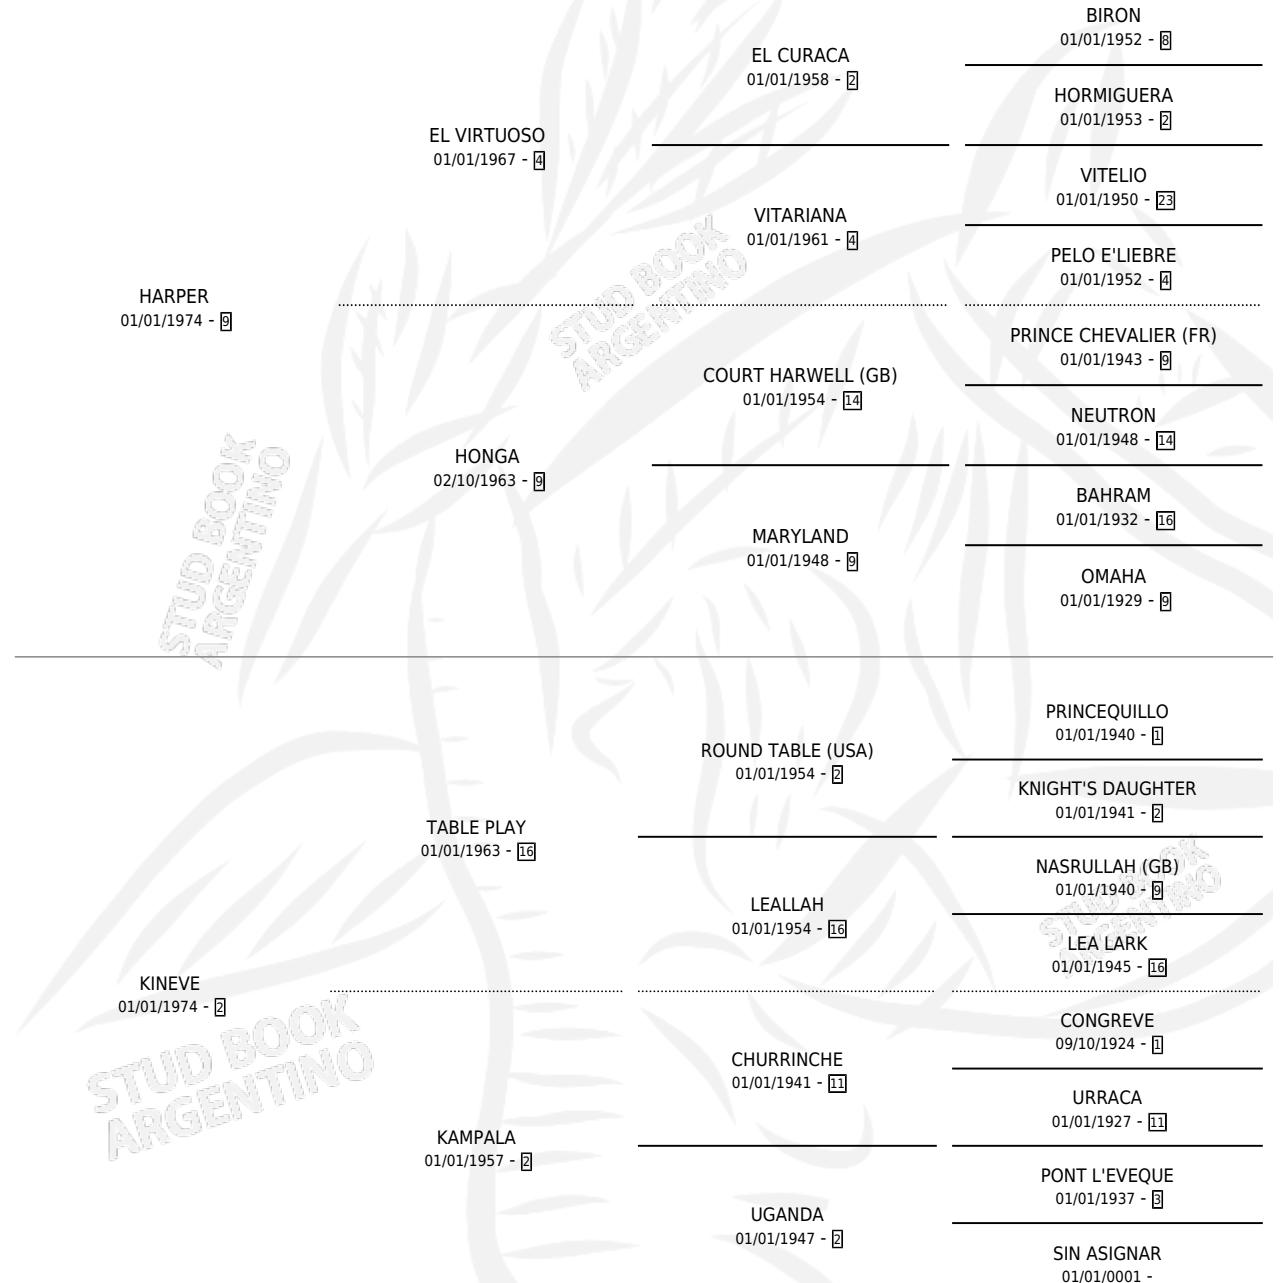 BIRON
01/01/1952 - 8
EL CURACA
01/01/1958 - 2
HORMIGUERA
01/01/1953 - 2
EL VIRTUOSO
01/01/1967 - 4
VITELIO
01/01/1950 - 23
VITARIANA
01/01/1961 - 4
PELO E'LIEBRE
01/01/1952 - 4
HARPER
01/01/1974 - 9
PRINCE CHEVALIER (FR)
01/01/1943 - 9
COURT HARWELL (GB)
01/01/1954 - 14
NEUTRON
01/01/1948 - 14
HONGA
02/10/1963 - 9
BAHRAM
01/01/1932 - 16
MARYLAND
01/01/1948 - 9
OMAHA
01/01/1929 - 9
STUD BOOK
ARGENTINO
STUD BOOK
ARGENTINO
PRINCEQUILLO
01/01/1940 - 1
ROUND TABLE (USA)
01/01/1954 - 2
KNIGHT'S DAUGHTER
01/01/1941 - 2
TABLE PLAY
01/01/1963 - 16
NASRULLAH (GB)
01/01/1940 - 9
LEALLAH
01/01/1954 - 16
LEA LARK
01/01/1945 - 16
KINEVE
01/01/1974 - 2
CONGREVE
09/10/1924 - 1
CHURRINCHE
01/01/1941 - 11
URRACA
01/01/1927 - 11
KAMPALA
01/01/1957 - 2
PONT L'EVEQUE
01/01/1937 - 3
UGANDA
01/01/1947 - 2
SIN ASIGNAR
01/01/0001 -
STUD BOOK
ARGENTINO
STUD BOOK
ARGENTINO